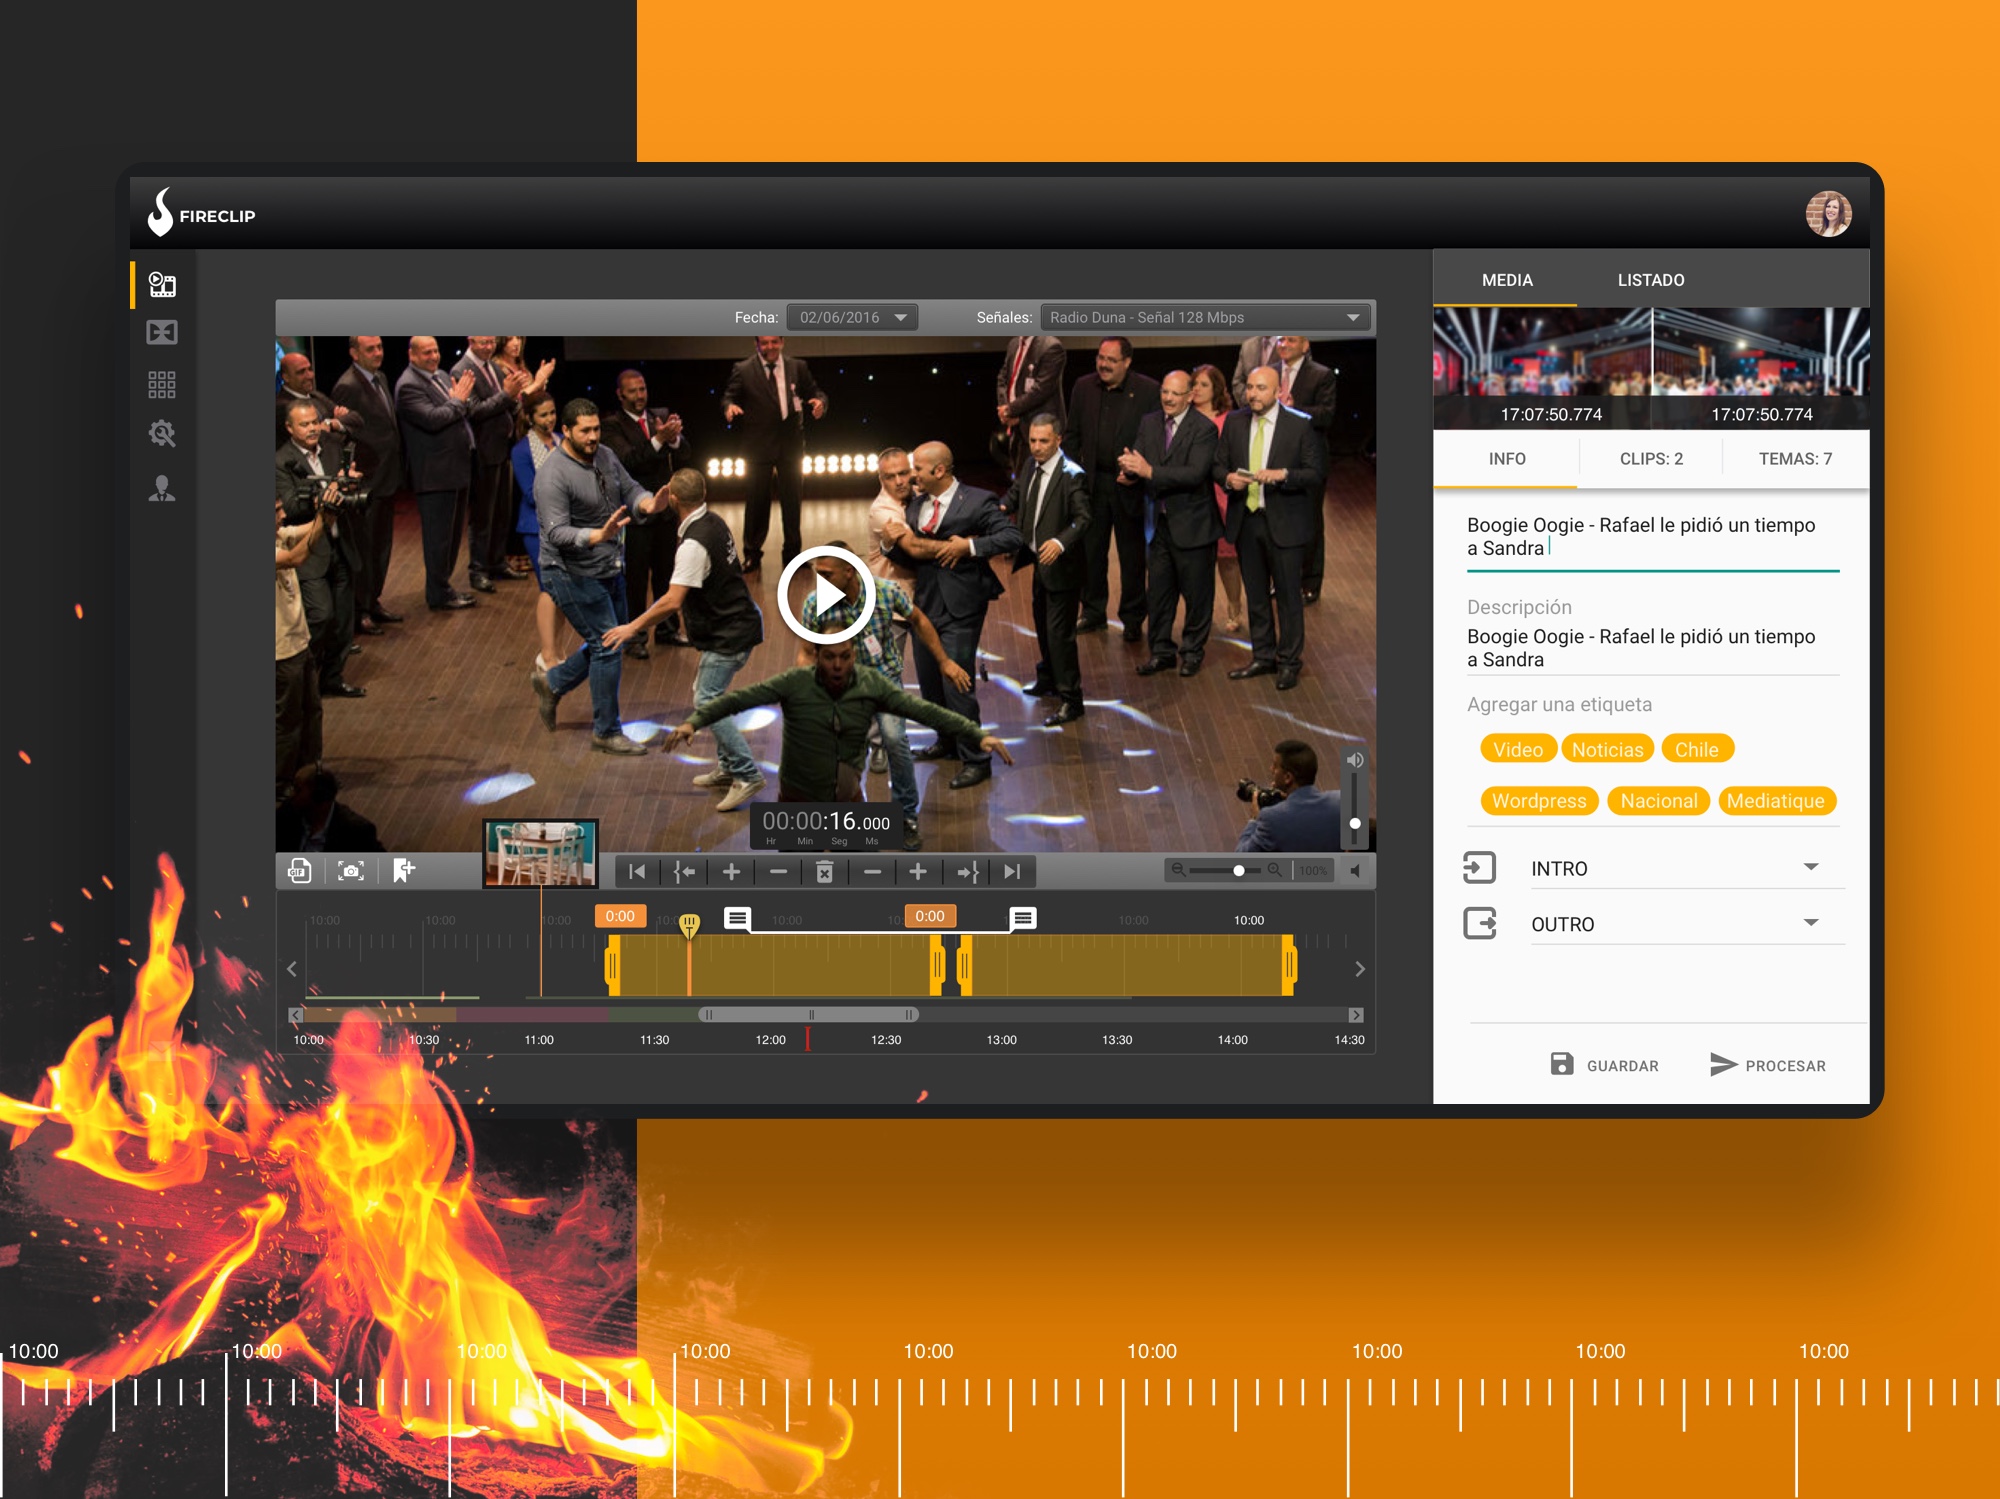 FIRECLIP
Fecha: 02/06/2016 Señales: Radio Duna - Señal 128 Mbps
MEDIA LISTADO
17:07:50.774 17:07:50.774
INFO CLIPS: 2 TEMAS: 7
Boogie Oogie - Rafael le pidió un tiempo
a Sandra
Descripción
Boogie Oogie - Rafael le pidió un tiempo
a Sandra
Agregar una etiqueta
Video Noticias Chile
Wordpress Nacional Mediatique
INTRO
OUTRO
GUARDAR PROCESAR
00:00:16.000
Hr Min Seg Ms
GIF
100%
10:00 10:00 10:00 0:00 10:00 0:00 10:00 10:00
10:00 10:30 11:00 11:30 12:00 12:30 13:00 13:30 14:00 14:30
10:00 10:00 10:00 10:00 10:00 10:00 10:00 10:00 10:00